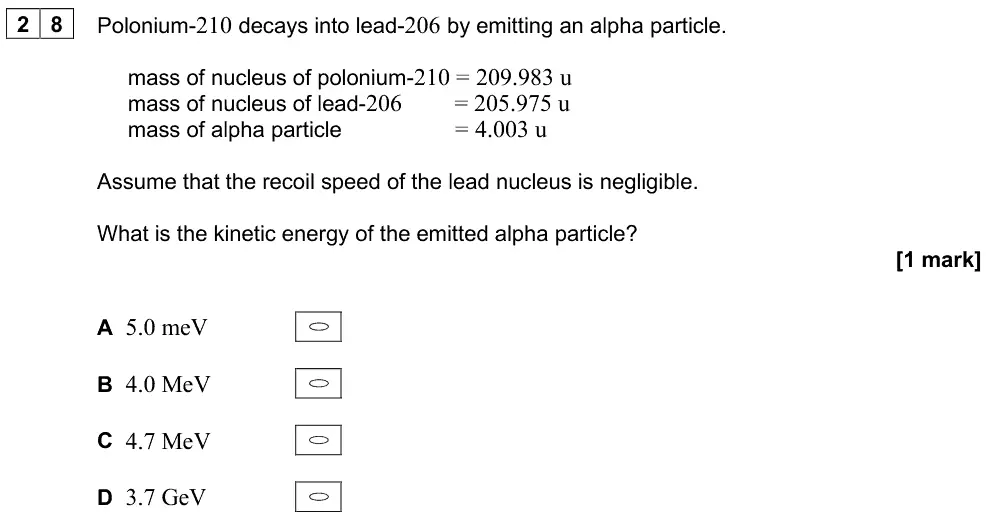 2 8 Polonium-210 decays into lead-206 by emitting an alpha particle.
mass of nucleus of polonium-210 = 209.983 u
mass of nucleus of lead-206 = 205.975 u
mass of alpha particle = 4.003 u
Assume that the recoil speed of the lead nucleus is negligible.
What is the kinetic energy of the emitted alpha particle?
[1 mark]
A 5.0 meV
B 4.0 MeV
C 4.7 MeV
D 3.7 GeV